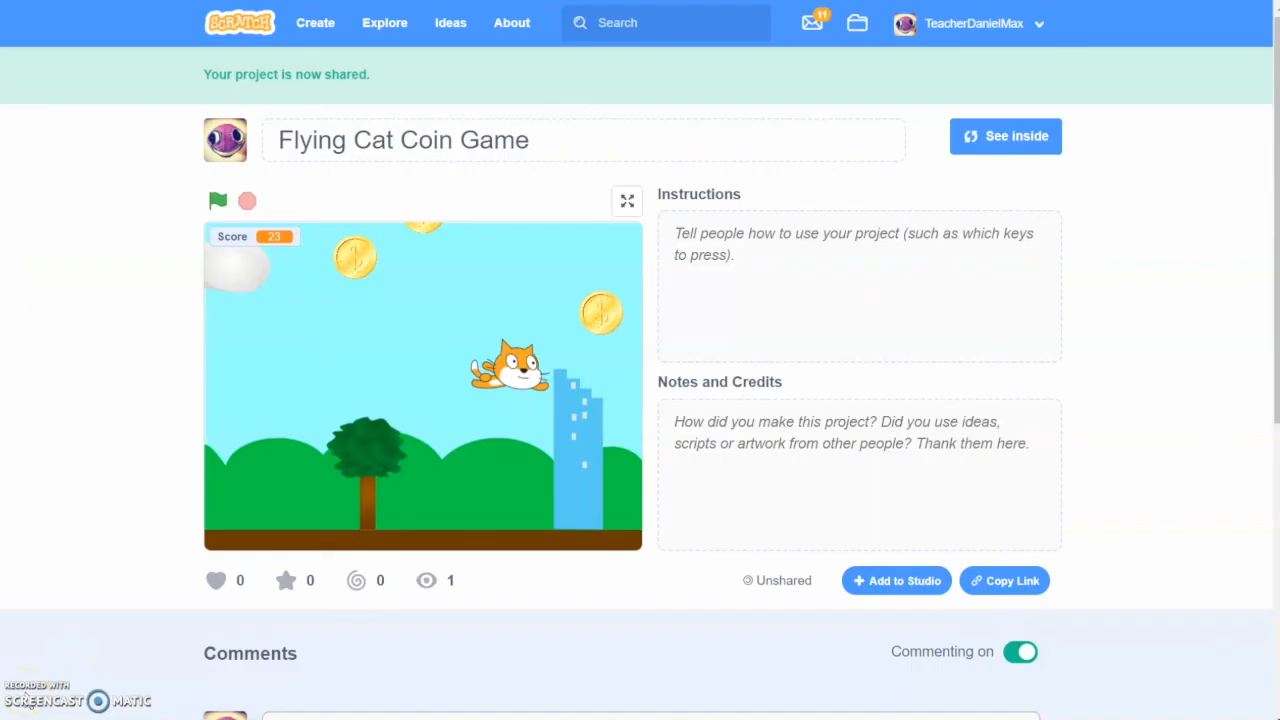 SCRATCH Create Explore Ideas About Search 11 TeacherDanielMax
Your project is now shared.
Flying Cat Coin Game
See inside
Instructions
Score 23
Tell people how to use your project (such as which keys
to press).
Notes and Credits
How did you make this project? Did you use ideas,
scripts or artwork from other people? Thank them here.
0 0 0 1 Unshared Add to Studio Copy Link
Comments
Commenting on
RECORDED WITH
SCREENCAST MATIC